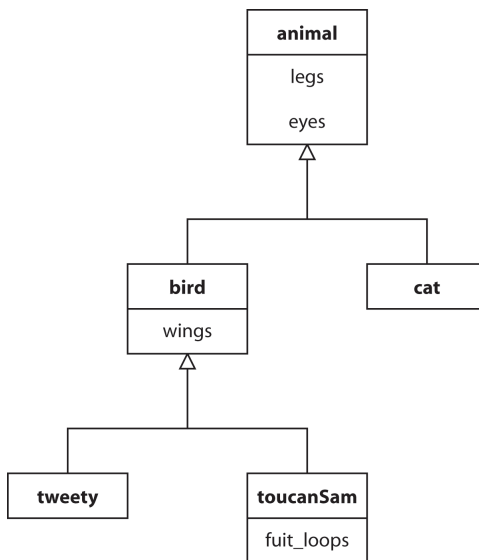 animal
legs
eyes
bird
wings
cat
tweety
toucanSam
fuit_loops